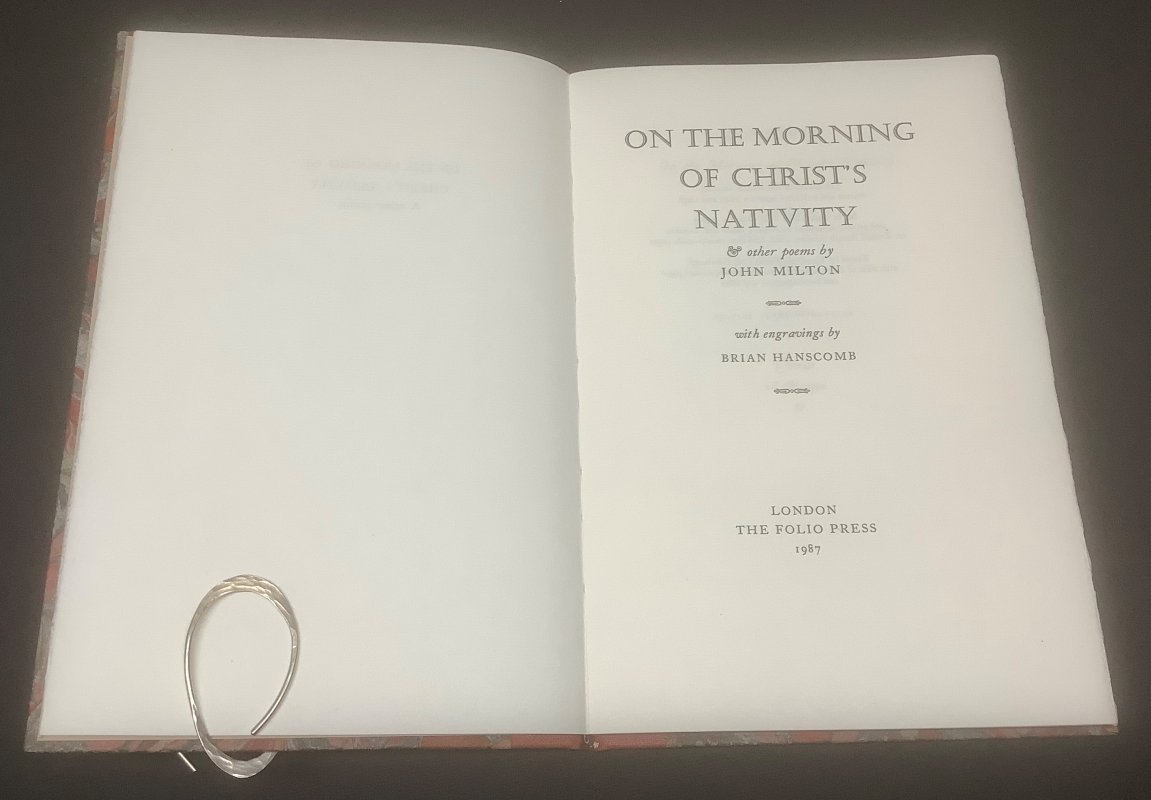 ON THE MORNING
OF CHRIST'S
NATIVITY
& other poems by
JOHN MILTON
with engravings by
BRIAN HANSCOMB
LONDON
THE FOLIO PRESS
1987